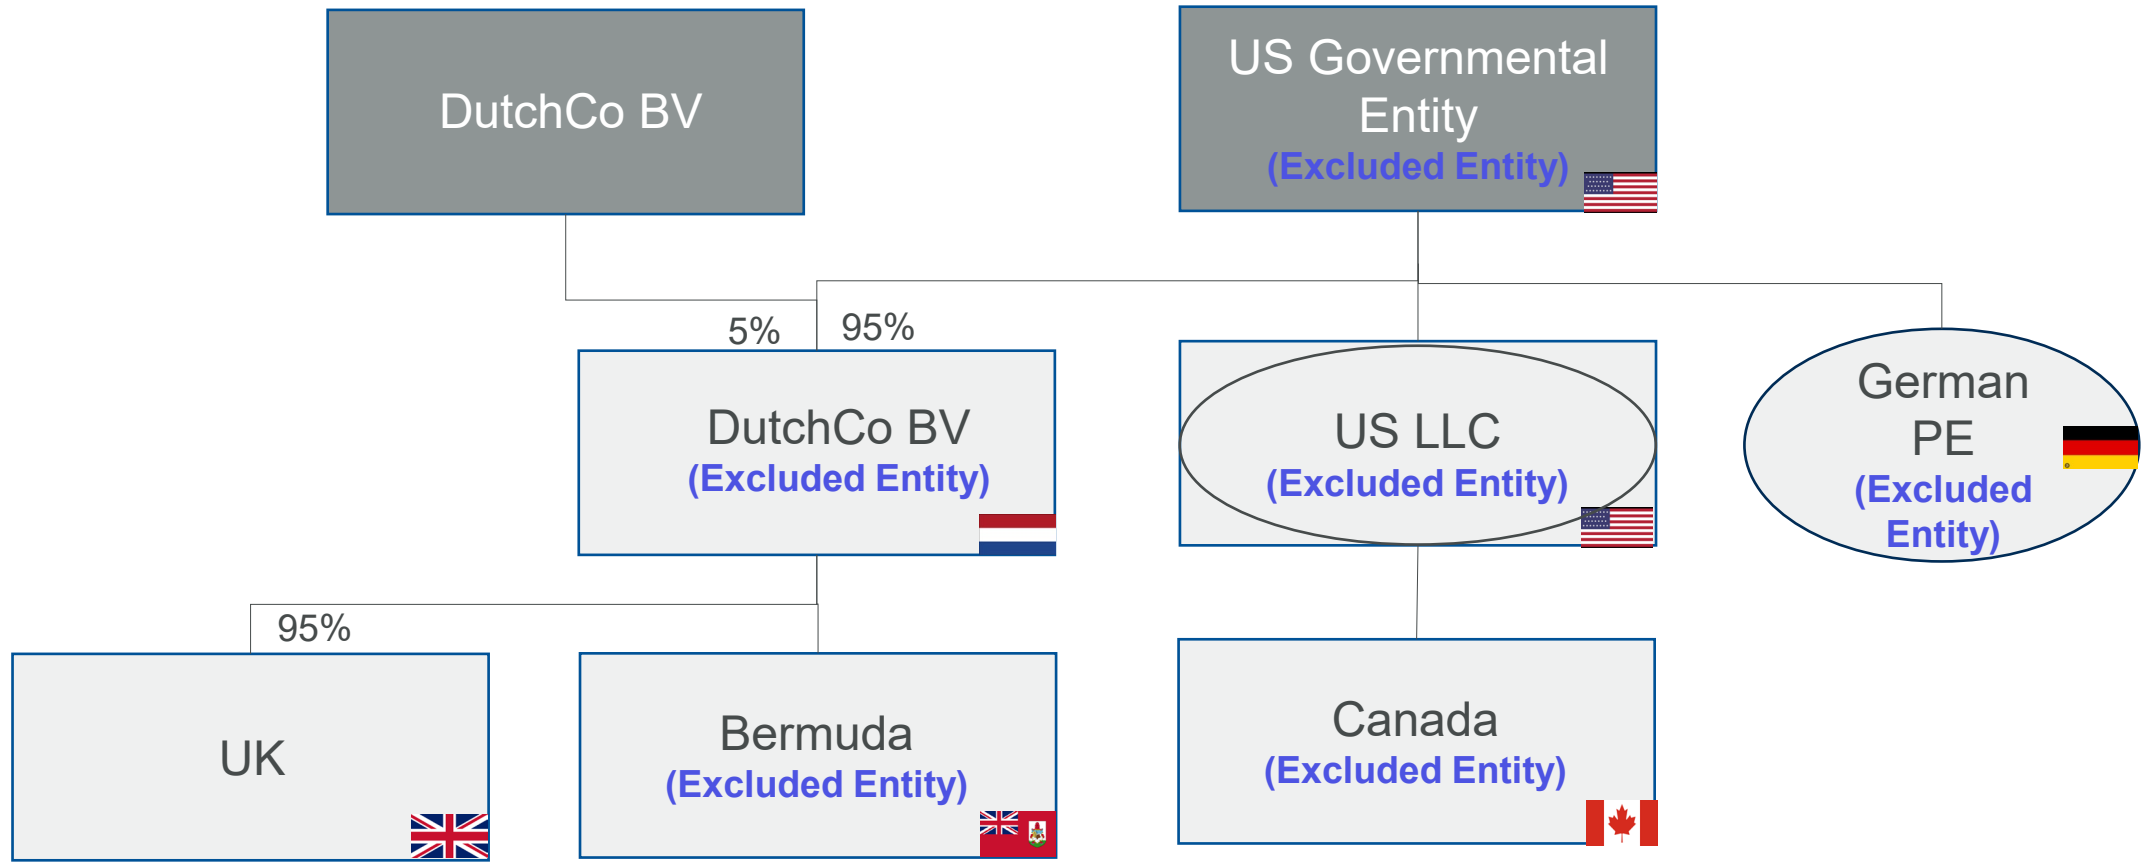 DutchCo BV
US Governmental
Entity
(Excluded Entity)
5%
95%
DutchCo BV
(Excluded Entity)
US LLC
(Excluded Entity)
German
PE
(Excluded
Entity)
95%
UK
Bermuda
(Excluded Entity)
Canada
(Excluded Entity)